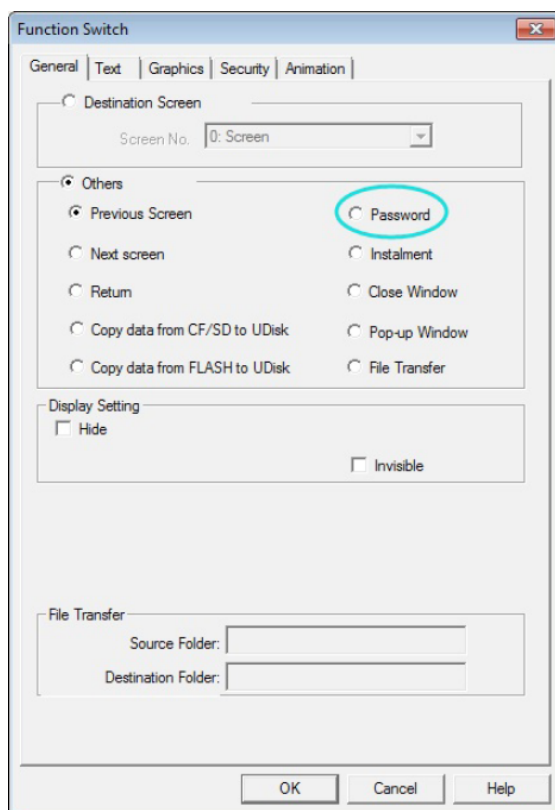 Function Switch
General Text Graphics Security Animation
Destination Screen
Screen No. 0: Screen
Others
Previous Screen Password
Next screen Instalment
Return Close Window
Copy data from CF/SD to UDisk Pop-up Window
Copy data from FLASH to UDisk File Transfer
Display Setting
Hide
Invisible
File Transfer
Source Folder:
Destination Folder:
OK Cancel Help